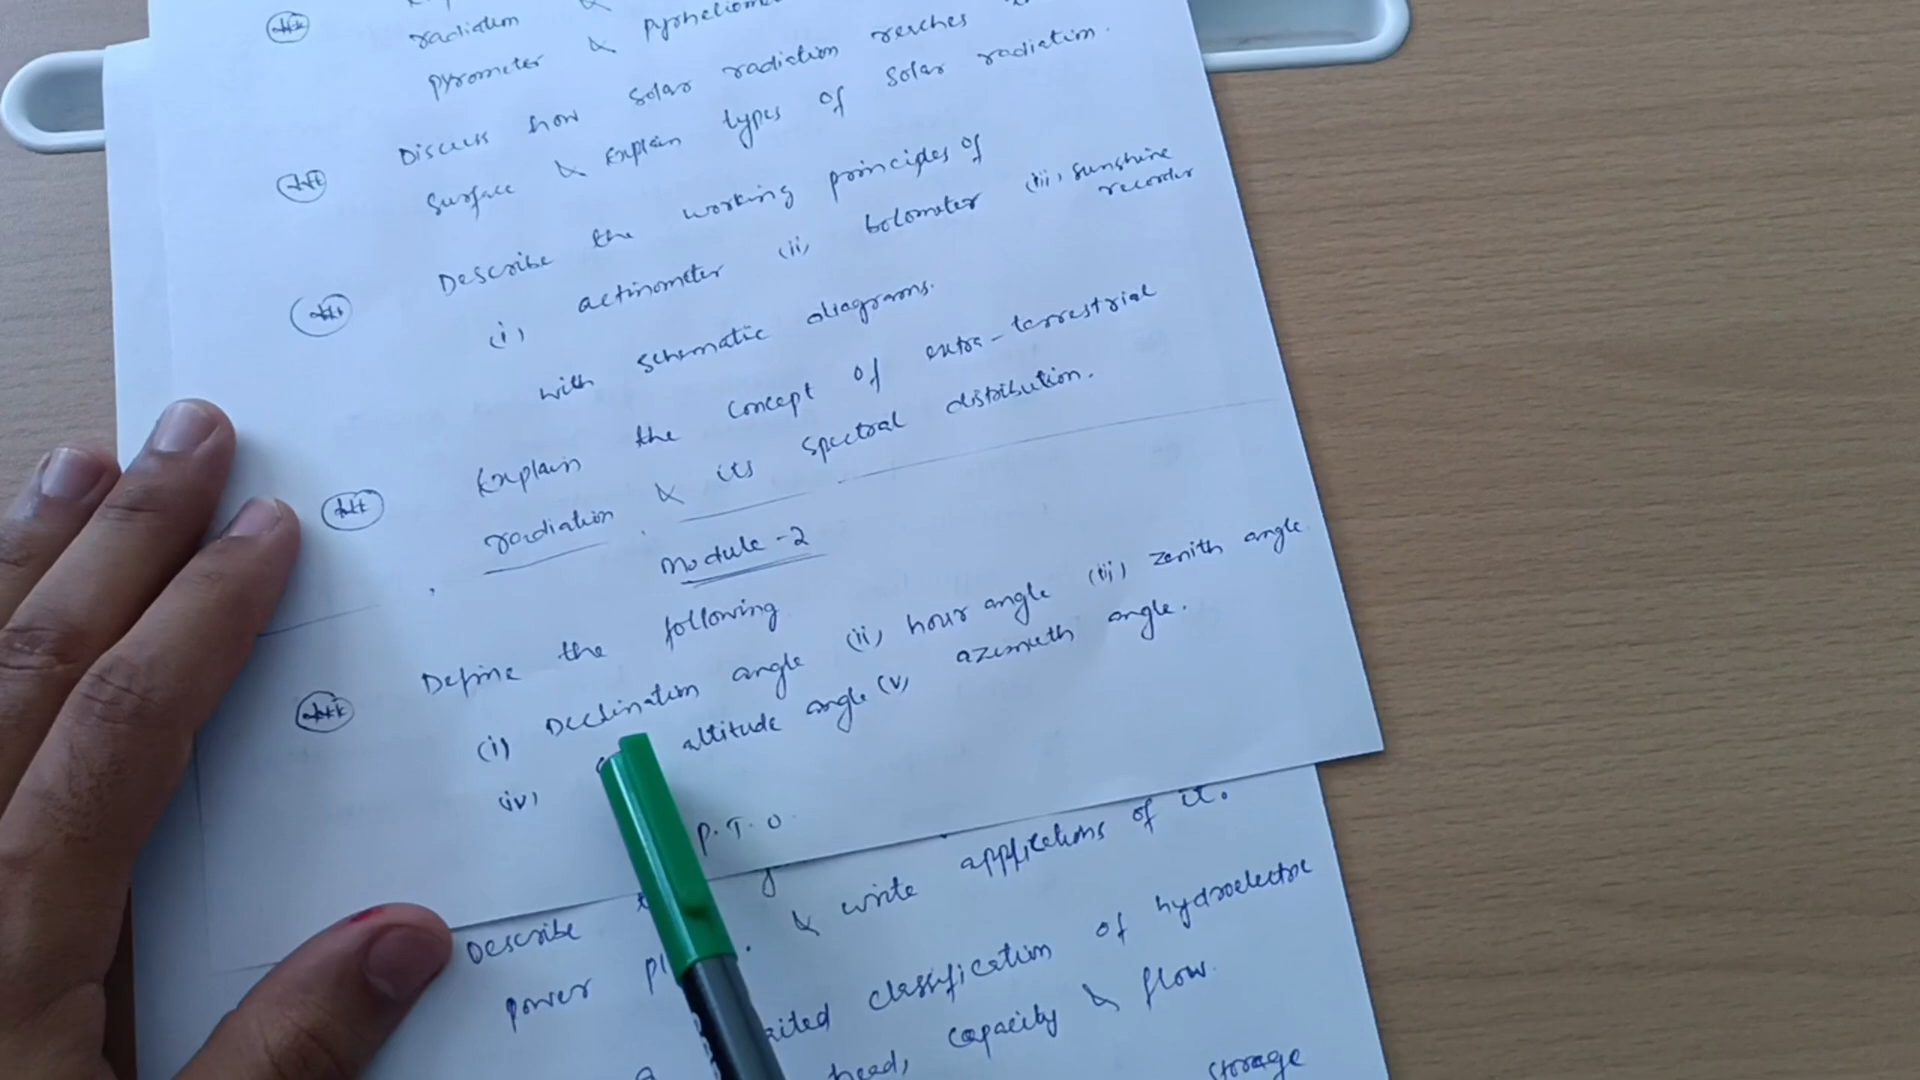 radiation &
pyrometer & pyrheliom
Discuss how solar radiation reaches
surface & explain types of solar radiation.
Describe the working principles of
(i) actinometer (ii) bolometer (iii) sunshine recorder
with schematic diagrams.
Explain the concept of extra-terrestrial
radiation & its spectral distribution.
Module-2
Define the following
(i) Declination angle (ii) hour angle (iii) zenith angle
(iv) altitude angle (v) azimuth angle.
P.T.O.
Describe
power pl & write applications of it.
ailed classification of hydroelectric
head, capacity & flow.
storage